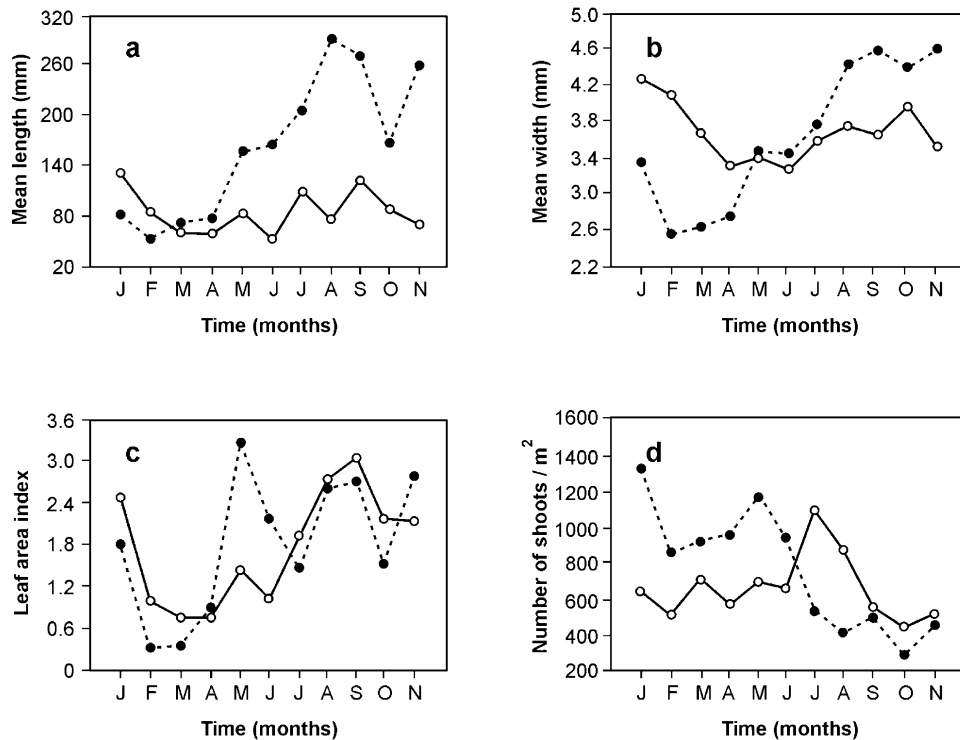 a
Mean length (mm)
320
260
200
140
80
20
J F M A M J J A S O N
Time (months)
b
Mean width (mm)
5.0
4.6
4.2
3.8
3.4
3.0
2.6
2.2
J F M A M J J A S O N
Time (months)
c
Leaf area index
3.6
3.0
2.4
1.8
1.2
0.6
0
J F M A M J J A S O N
Time (months)
d
Number of shoots / m²
1600
1400
1200
1000
800
600
400
200
J F M A M J J A S O N
Time (months)